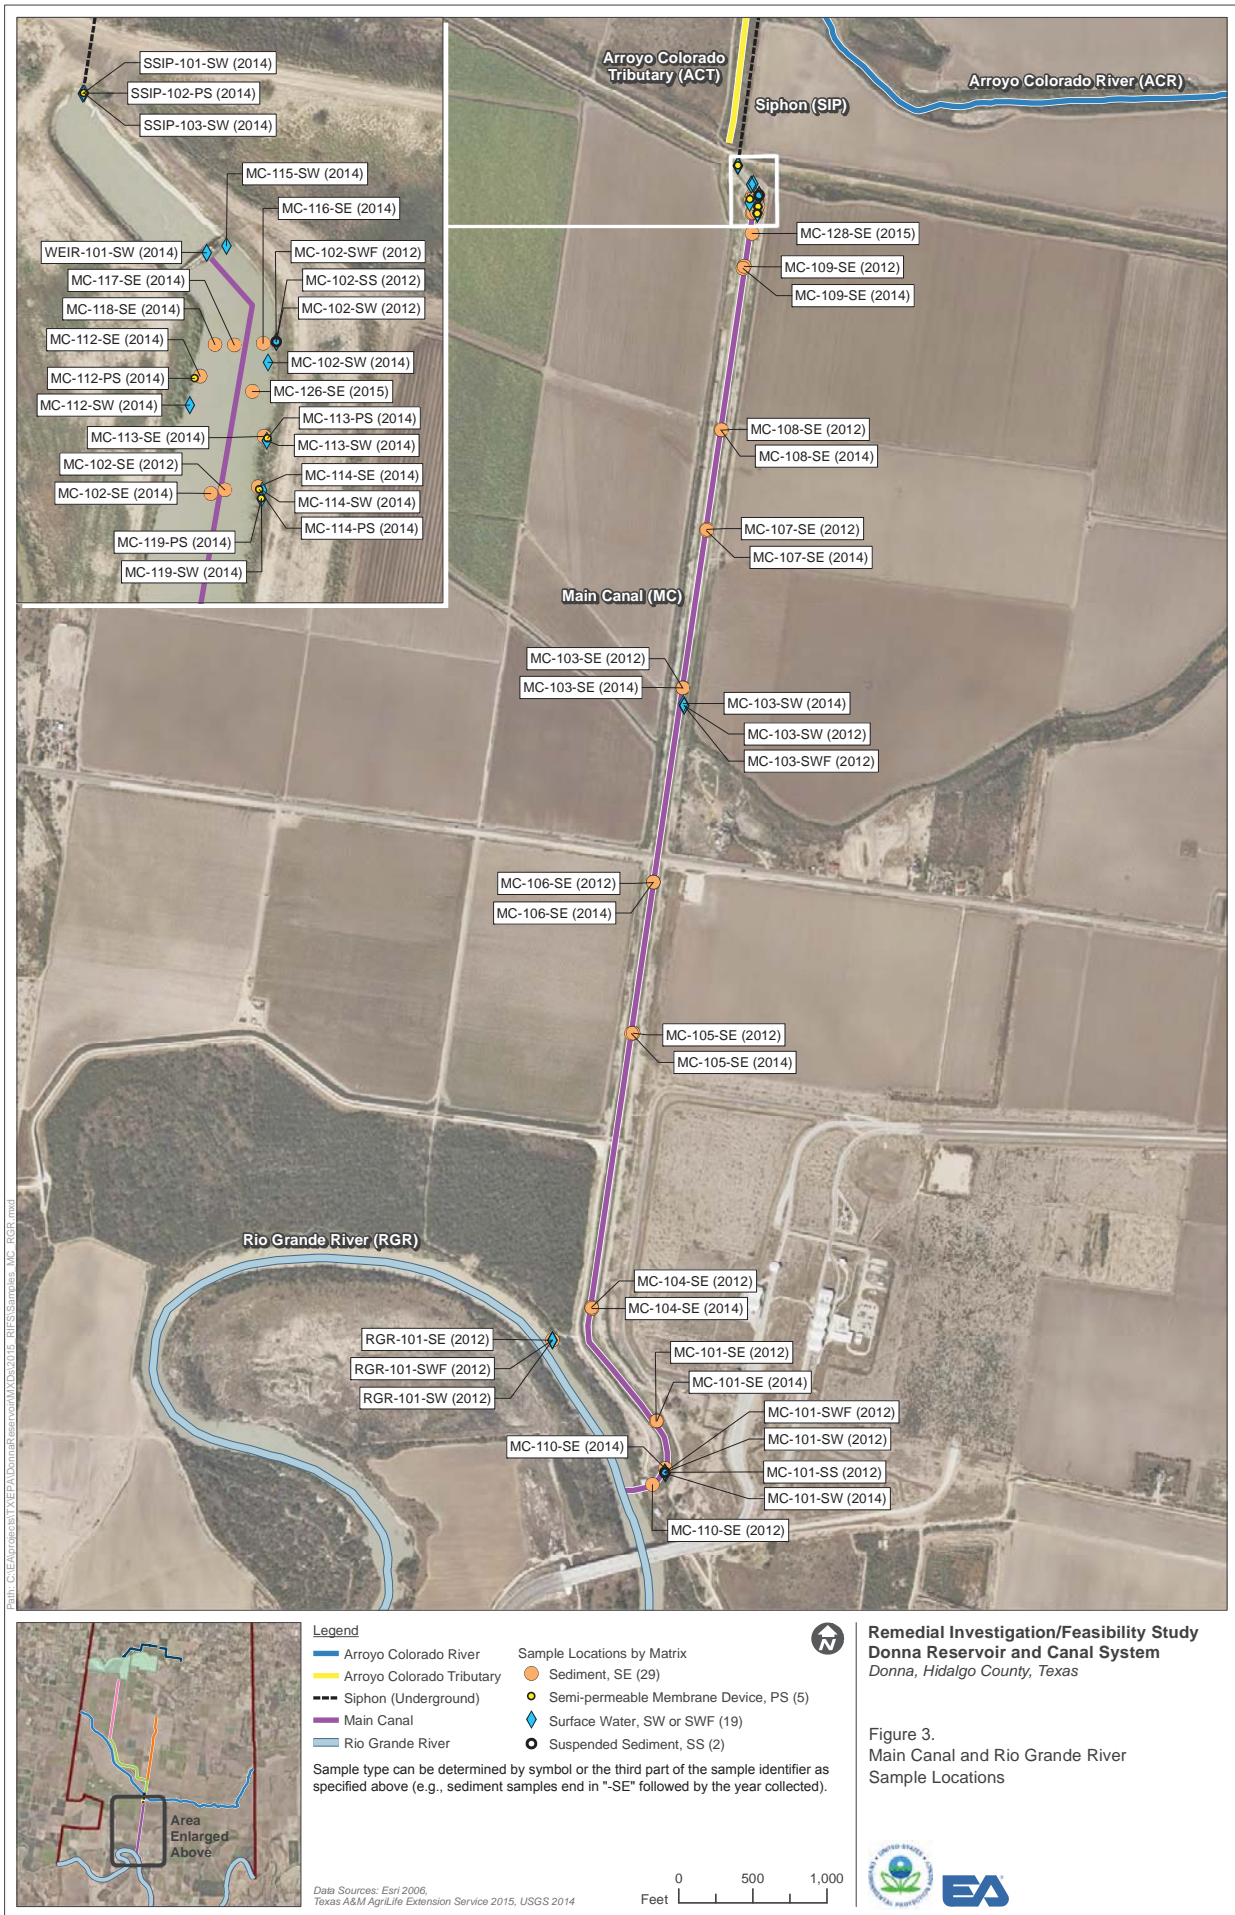 SSIP-101-SW (2014)
SSIP-102-PS (2014)
SSIP-103-SW (2014)
MC-115-SW (2014)
MC-116-SE (2014)
WEIR-101-SW (2014)
MC-102-SWF (2012)
MC-117-SE (2014)
MC-102-SS (2012)
MC-118-SE (2014)
MC-102-SW (2012)
MC-112-SE (2014)
MC-102-SW (2014)
MC-112-PS (2014)
MC-126-SE (2015)
MC-112-SW (2014)
MC-113-PS (2014)
MC-113-SE (2014)
MC-113-SW (2014)
MC-102-SE (2012)
MC-114-SE (2014)
MC-102-SE (2014)
MC-114-SW (2014)
MC-114-PS (2014)
MC-119-PS (2014)
MC-119-SW (2014)
Arroyo Colorado
Tributary (ACT)
Arroyo Colorado River (ACR)
Siphon (SIP)
MC-128-SE (2015)
MC-109-SE (2012)
MC-109-SE (2014)
MC-108-SE (2012)
MC-108-SE (2014)
MC-107-SE (2012)
MC-107-SE (2014)
Main Canal (MC)
MC-103-SE (2012)
MC-103-SE (2014)
MC-103-SW (2014)
MC-103-SW (2012)
MC-103-SWF (2012)
MC-106-SE (2012)
MC-106-SE (2014)
MC-105-SE (2012)
MC-105-SE (2014)
Rio Grande River (RGR)
MC-104-SE (2012)
MC-104-SE (2014)
RGR-101-SE (2012)
RGR-101-SWF (2012)
RGR-101-SW (2012)
MC-101-SE (2012)
MC-101-SE (2014)
MC-101-SWF (2012)
MC-101-SW (2012)
MC-110-SE (2014)
MC-101-SS (2012)
MC-101-SW (2014)
MC-110-SE (2012)
Path: C:\EA\projects\TX\EPA\DonnaReservoir\MXDs\2015_RIFS\Samples_MC_RGR.mxd
Area
Enlarged
Above
Legend
Arroyo Colorado River
Arroyo Colorado Tributary
Siphon (Underground)
Main Canal
Rio Grande River
Sample Locations by Matrix
Sediment, SE (29)
Semi-permeable Membrane Device, PS (5)
Surface Water, SW or SWF (19)
Suspended Sediment, SS (2)
Sample type can be determined by symbol or the third part of the sample identifier as
specified above (e.g., sediment samples end in "-SE" followed by the year collected).
N
Data Sources: Esri 2006,
Texas A&M AgriLife Extension Service 2015, USGS 2014
0 500 1,000
Feet
Remedial Investigation/Feasibility Study
Donna Reservoir and Canal System
Donna, Hidalgo County, Texas
Figure 3.
Main Canal and Rio Grande River
Sample Locations
UNITED STATES
EA